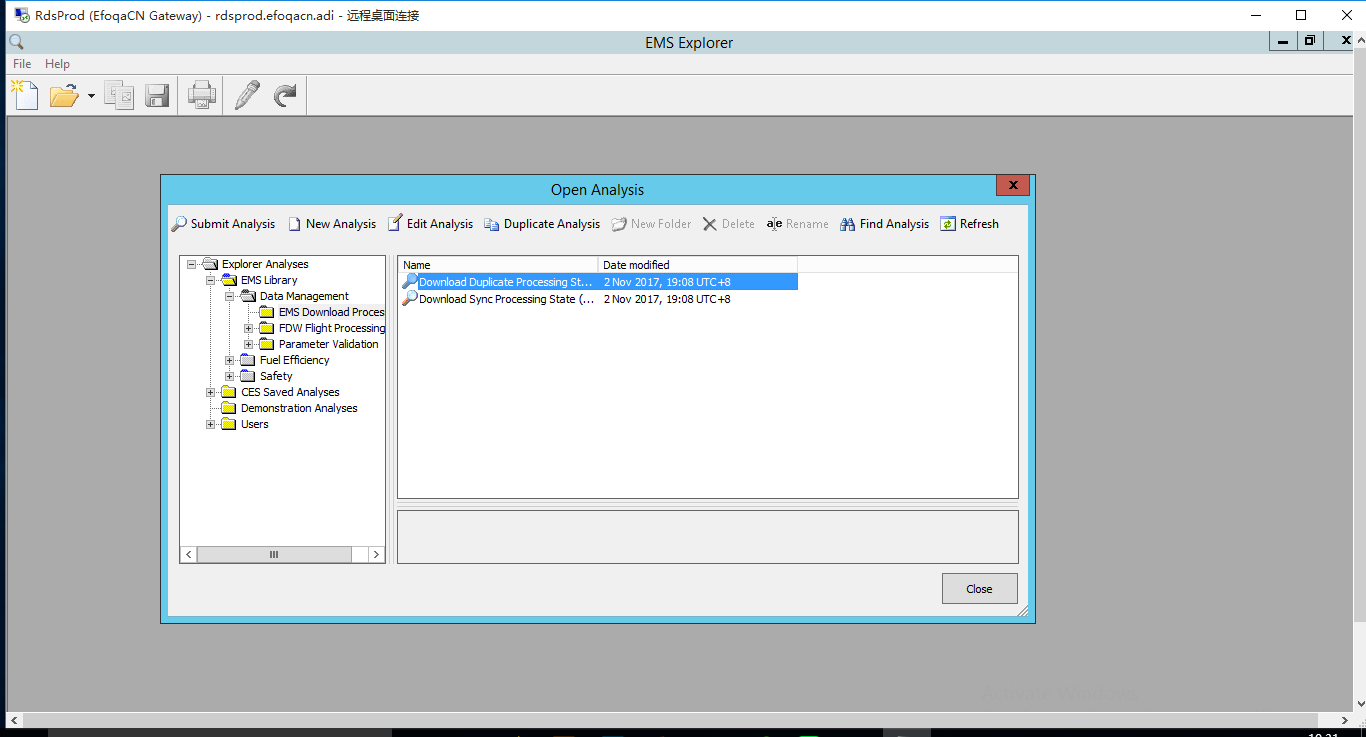 RdsProd (EfoqaCN Gateway) - rdsprod.efoqacn.adi - 远程桌面连接
EMS Explorer
File Help
Open Analysis
Submit Analysis New Analysis Edit Analysis Duplicate Analysis New Folder Delete Rename Find Analysis Refresh
Explorer Analyses
EMS Library
Data Management
EMS Download Proces
FDW Flight Processing
Parameter Validation
Fuel Efficiency
Safety
CES Saved Analyses
Demonstration Analyses
Users
Name Date modified
Download Duplicate Processing St... 2 Nov 2017, 19:08 UTC+8
Download Sync Processing State (... 2 Nov 2017, 19:08 UTC+8
Close